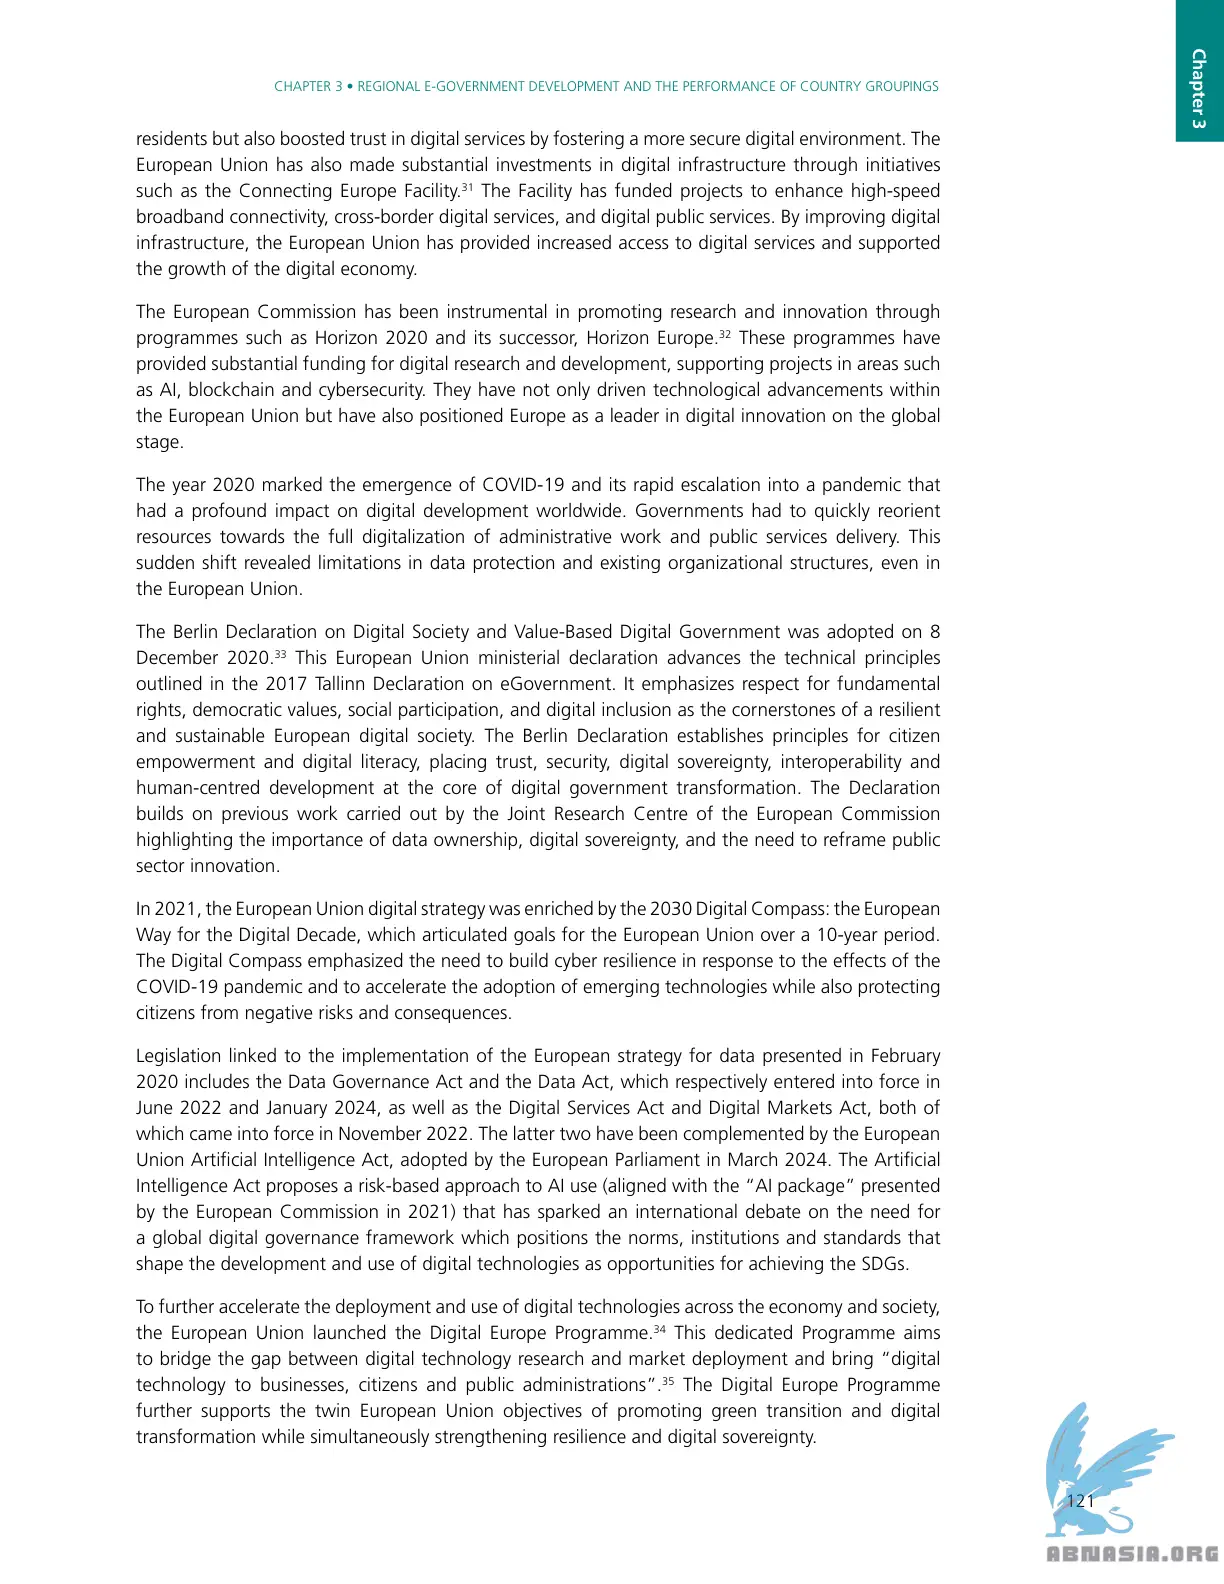 Chapter 3
CHAPTER 3 • REGIONAL E-GOVERNMENT DEVELOPMENT AND THE PERFORMANCE OF COUNTRY GROUPINGS
residents but also boosted trust in digital services by fostering a more secure digital environment. The
European Union has also made substantial investments in digital infrastructure through initiatives
such as the Connecting Europe Facility.31 The Facility has funded projects to enhance high-speed
broadband connectivity, cross-border digital services, and digital public services. By improving digital
infrastructure, the European Union has provided increased access to digital services and supported
the growth of the digital economy.
The European Commission has been instrumental in promoting research and innovation through
programmes such as Horizon 2020 and its successor, Horizon Europe.32 These programmes have
provided substantial funding for digital research and development, supporting projects in areas such
as AI, blockchain and cybersecurity. They have not only driven technological advancements within
the European Union but have also positioned Europe as a leader in digital innovation on the global
stage.
The year 2020 marked the emergence of COVID-19 and its rapid escalation into a pandemic that
had a profound impact on digital development worldwide. Governments had to quickly reorient
resources towards the full digitalization of administrative work and public services delivery. This
sudden shift revealed limitations in data protection and existing organizational structures, even in
the European Union.
The Berlin Declaration on Digital Society and Value-Based Digital Government was adopted on 8
December 2020.33 This European Union ministerial declaration advances the technical principles
outlined in the 2017 Tallinn Declaration on eGovernment. It emphasizes respect for fundamental
rights, democratic values, social participation, and digital inclusion as the cornerstones of a resilient
and sustainable European digital society. The Berlin Declaration establishes principles for citizen
empowerment and digital literacy, placing trust, security, digital sovereignty, interoperability and
human-centred development at the core of digital government transformation. The Declaration
builds on previous work carried out by the Joint Research Centre of the European Commission
highlighting the importance of data ownership, digital sovereignty, and the need to reframe public
sector innovation.
In 2021, the European Union digital strategy was enriched by the 2030 Digital Compass: the European
Way for the Digital Decade, which articulated goals for the European Union over a 10-year period.
The Digital Compass emphasized the need to build cyber resilience in response to the effects of the
COVID-19 pandemic and to accelerate the adoption of emerging technologies while also protecting
citizens from negative risks and consequences.
Legislation linked to the implementation of the European strategy for data presented in February
2020 includes the Data Governance Act and the Data Act, which respectively entered into force in
June 2022 and January 2024, as well as the Digital Services Act and Digital Markets Act, both of
which came into force in November 2022. The latter two have been complemented by the European
Union Artificial Intelligence Act, adopted by the European Parliament in March 2024. The Artificial
Intelligence Act proposes a risk-based approach to AI use (aligned with the “AI package” presented
by the European Commission in 2021) that has sparked an international debate on the need for
a global digital governance framework which positions the norms, institutions and standards that
shape the development and use of digital technologies as opportunities for achieving the SDGs.
To further accelerate the deployment and use of digital technologies across the economy and society,
the European Union launched the Digital Europe Programme.34 This dedicated Programme aims
to bridge the gap between digital technology research and market deployment and bring “digital
technology to businesses, citizens and public administrations”.35 The Digital Europe Programme
further supports the twin European Union objectives of promoting green transition and digital
transformation while simultaneously strengthening resilience and digital sovereignty.
121
ABNASIA.ORG